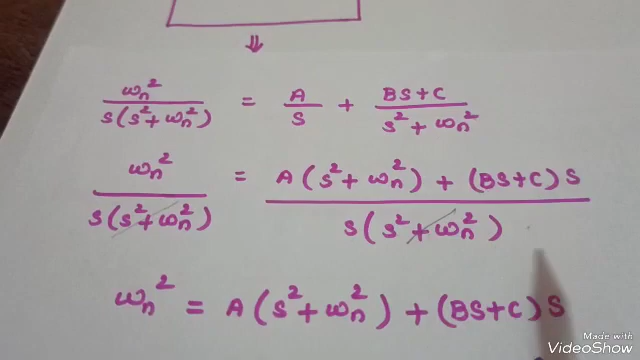 ⇓
ωn² / s(s²+ωn²) = A/s + BS+C / s²+ωn²
ωn² / s(s²+ωn²) = A(s²+ωn²)+(BS+C)S / s(s²+ωn²)
ωn² = A(s²+ωn²)+(BS+C)S
Made with
VideoShow